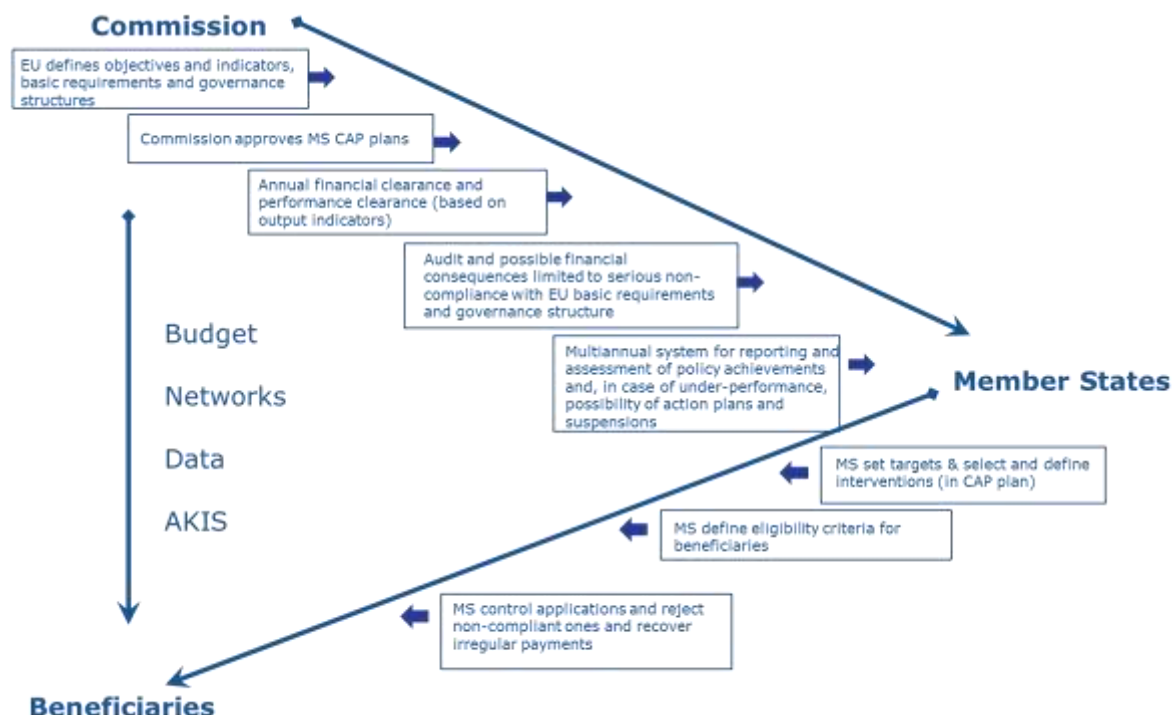 Commission
EU defines objectives and indicators,
basic requirements and governance
structures
Commission approves MS CAP plans
Annual financial clearance and
performance clearance (based on
output indicators)
Audit and possible financial
consequences limited to serious non-
compliance with EU basic requirements
and governance structure
Multiannual system for reporting and
assessment of policy achievements
and, in case of under-performance,
possibility of action plans and
suspensions
Member States
Budget
Networks
Data
AKIS
MS set targets & select and define
interventions (in CAP plan)
MS define eligibility criteria for
beneficiaries
MS control applications and reject
non-compliant ones and recover
irregular payments
Beneficiaries